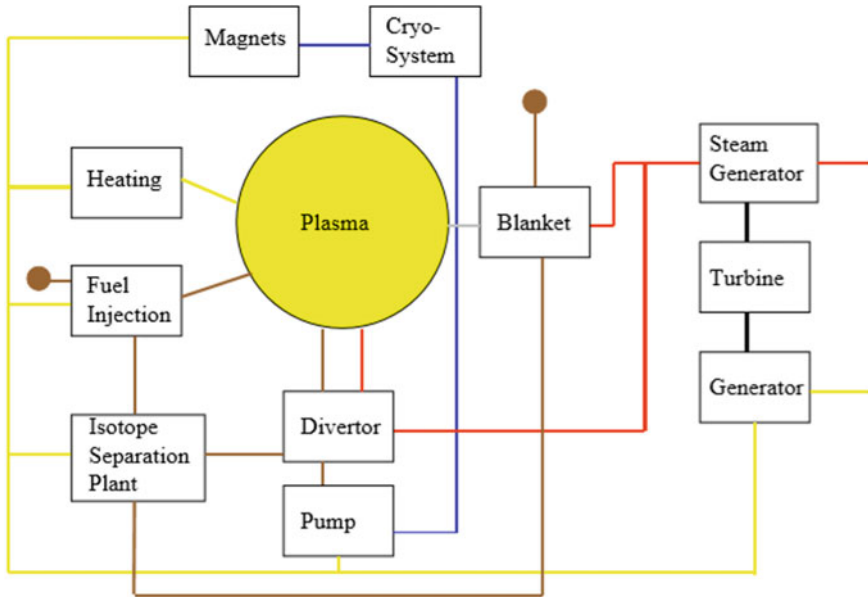 Magnets
Cryo-
System
Heating
Plasma
Blanket
Steam
Generator
Fuel
Injection
Turbine
Generator
Isotope
Separation
Plant
Divertor
Pump